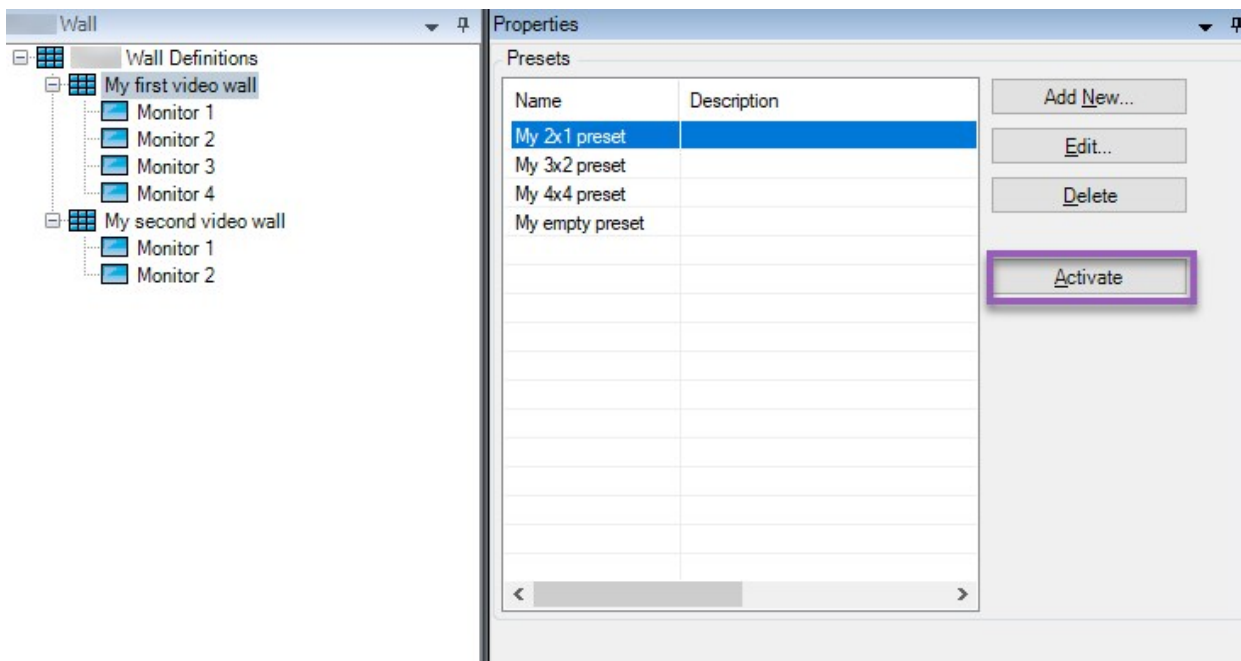 Wall
Wall Definitions
My first video wall
Monitor 1
Monitor 2
Monitor 3
Monitor 4
My second video wall
Monitor 1
Monitor 2
Properties
Presets
Name Description
My 2x1 preset
My 3x2 preset
My 4x4 preset
My empty preset
Add New...
Edit...
Delete
Activate